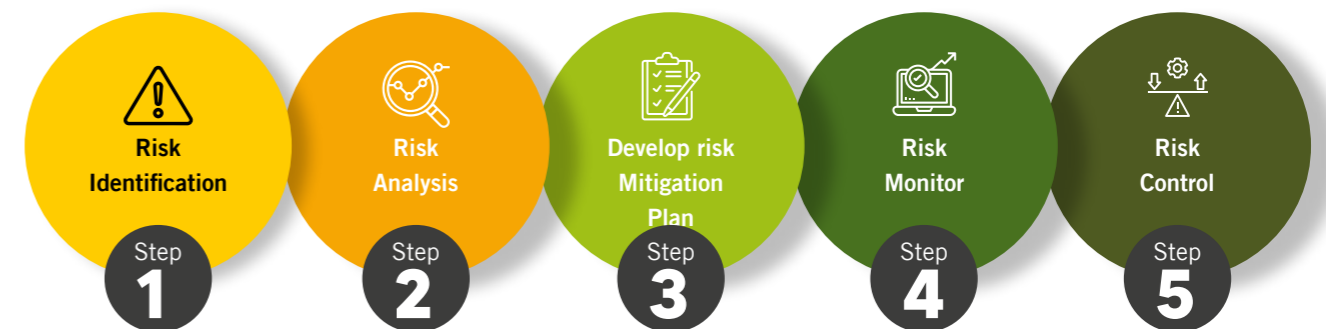 Risk
Identification
Step
1
Risk
Analysis
Step
2
Develop risk
Mitigation
Plan
Step
3
Risk
Monitor
Step
4
Risk
Control
Step
5